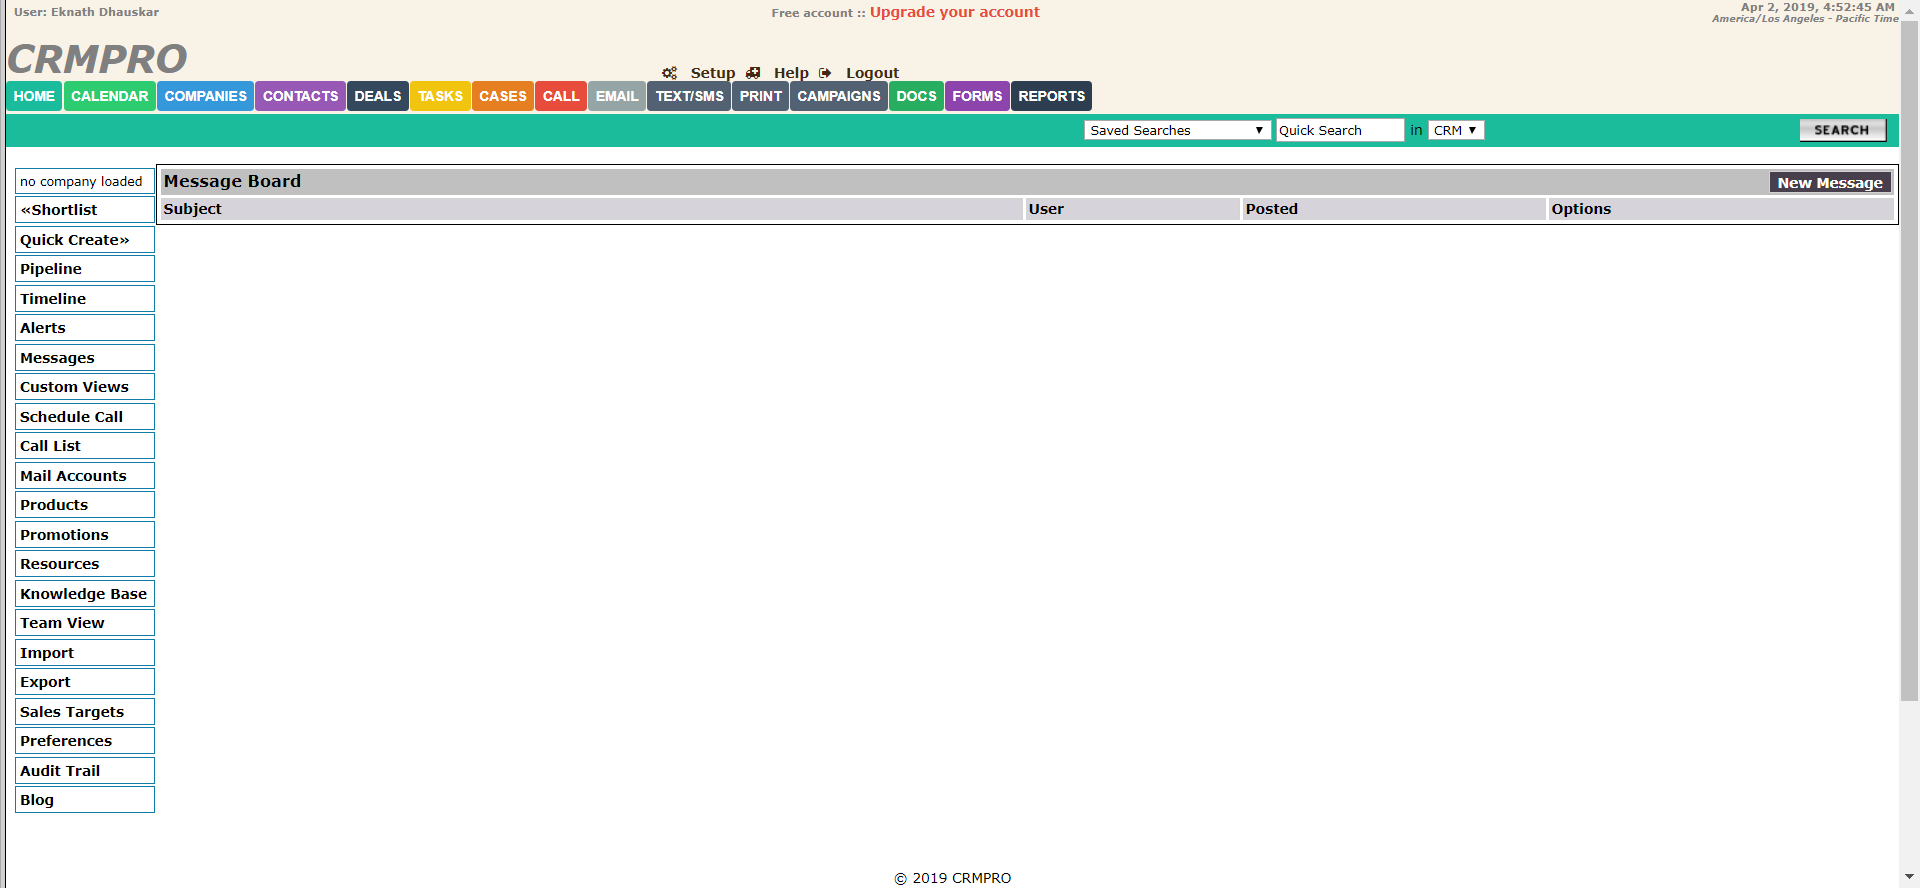 User: Eknath Dhauskar
Free account :: Upgrade your account
Apr 2, 2019, 4:52:45 AM
America/Los Angeles - Pacific Time
CRMPRO
Setup Help Logout
HOME CALENDAR COMPANIES CONTACTS DEALS TASKS CASES CALL EMAIL TEXT/SMS PRINT CAMPAIGNS DOCS FORMS REPORTS
Saved Searches Quick Search in CRM SEARCH
no company loaded
«Shortlist
Quick Create»
Pipeline
Timeline
Alerts
Messages
Custom Views
Schedule Call
Call List
Mail Accounts
Products
Promotions
Resources
Knowledge Base
Team View
Import
Export
Sales Targets
Preferences
Audit Trail
Blog
Message Board New Message
Subject User Posted Options
© 2019 CRMPRO